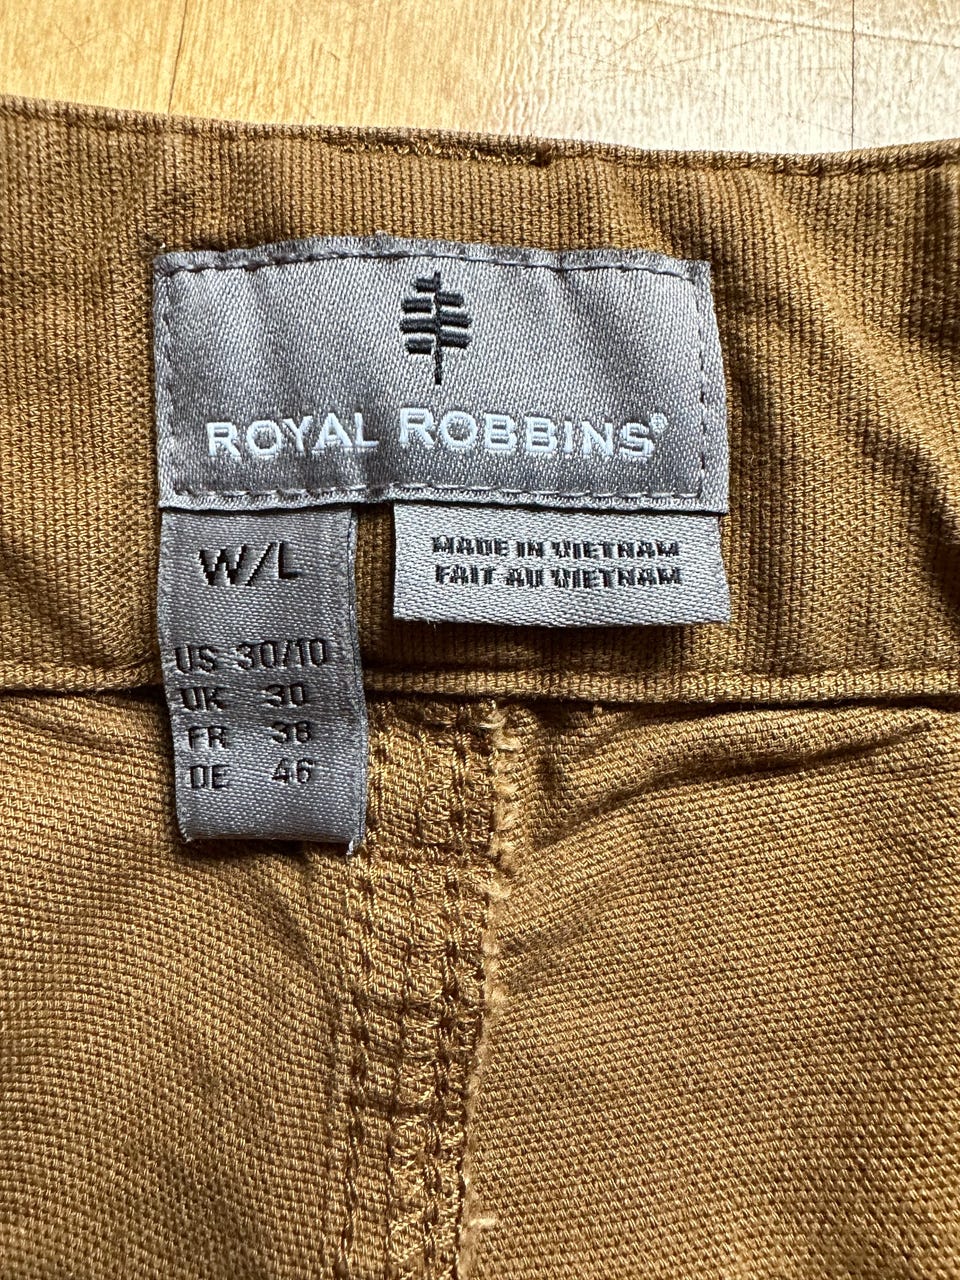 ROYAL ROBBINS®
W/L
US 30/10
UK 30
FR 38
DE 46
MADE IN VIETNAM
FAIT AU VIETNAM